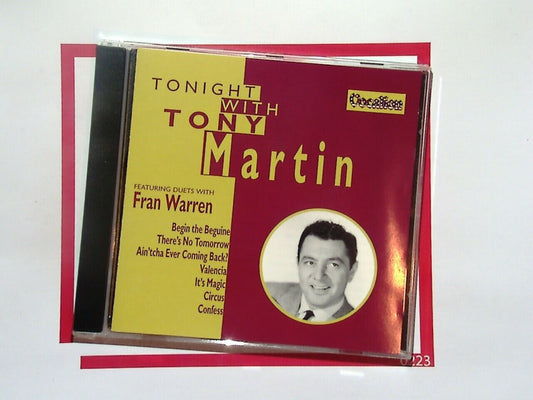 TONIGHT
WITH
TONY
Martin
Vocalion
FEATURING DUETS WITH
Fran Warren
Begin the Beguine
There's No Tomorrow
Ain'tcha Ever Coming Back?
Valencia
It's Magic
Circus
Confess
0223